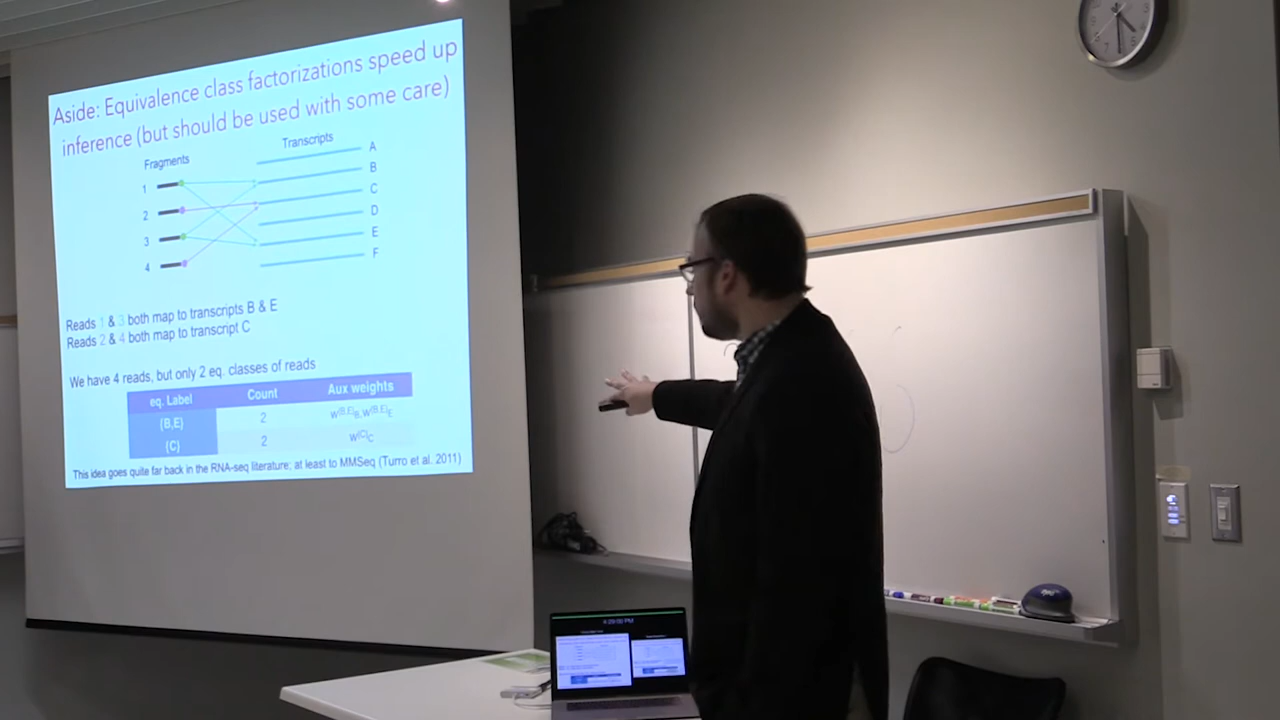 Aside: Equivalence class factorizations speed up
inference (but should be used with some care)
Fragments
Transcripts
1
2
3
4
A
B
C
D
E
F
Reads 1 & 3 both map to transcripts B & E
Reads 2 & 4 both map to transcript C
We have 4 reads, but only 2 eq. classes of reads
eq. Label Count Aux weights
{B,E} 2 w{B,E}B,w{B,E}E
{C} 2 w{C}C
This idea goes quite far back in the RNA-seq literature; at least to MMSeq (Turro et al. 2011)